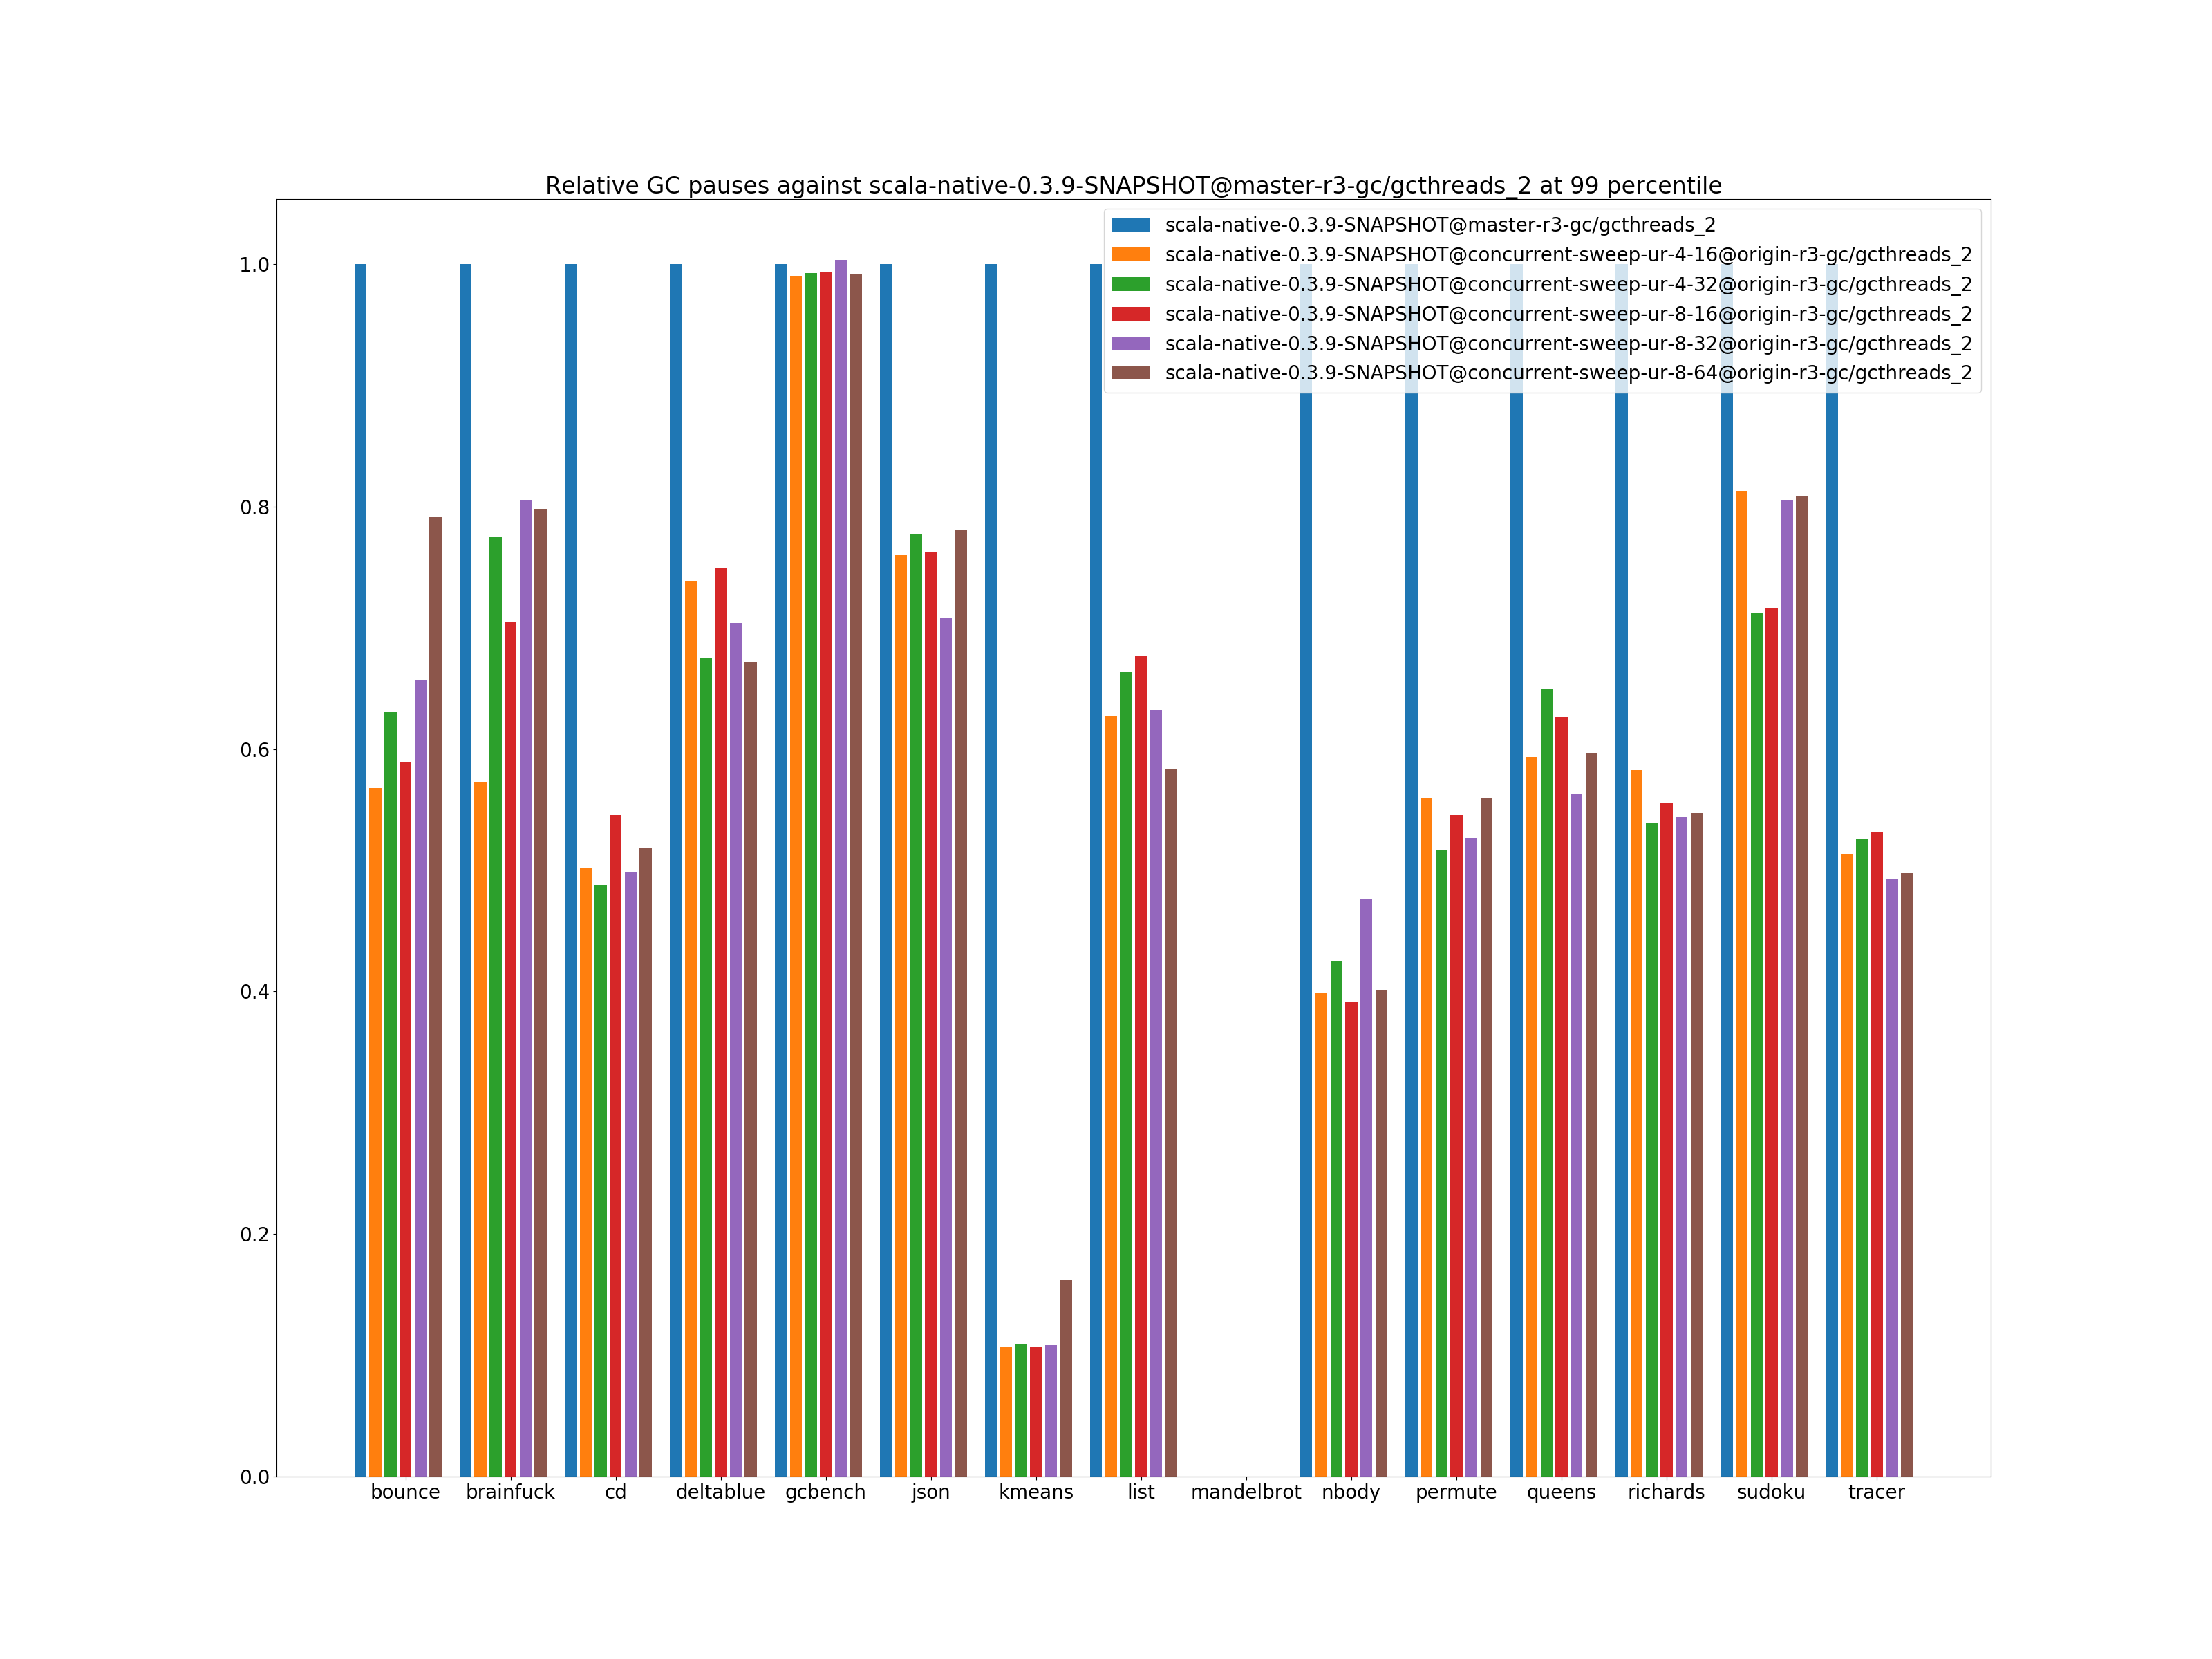 Relative GC pauses against scala-native-0.3.9-SNAPSHOT@master-r3-gc/gcthreads_2 at 99 percentile
scala-native-0.3.9-SNAPSHOT@master-r3-gc/gcthreads_2
scala-native-0.3.9-SNAPSHOT@concurrent-sweep-ur-4-16@origin-r3-gc/gcthreads_2
scala-native-0.3.9-SNAPSHOT@concurrent-sweep-ur-4-32@origin-r3-gc/gcthreads_2
scala-native-0.3.9-SNAPSHOT@concurrent-sweep-ur-8-16@origin-r3-gc/gcthreads_2
scala-native-0.3.9-SNAPSHOT@concurrent-sweep-ur-8-32@origin-r3-gc/gcthreads_2
scala-native-0.3.9-SNAPSHOT@concurrent-sweep-ur-8-64@origin-r3-gc/gcthreads_2
1.0
0.8
0.6
0.4
0.2
0.0
bounce brainfuck cd deltablue gcbench json kmeans list mandelbrot nbody permute queens richards sudoku tracer